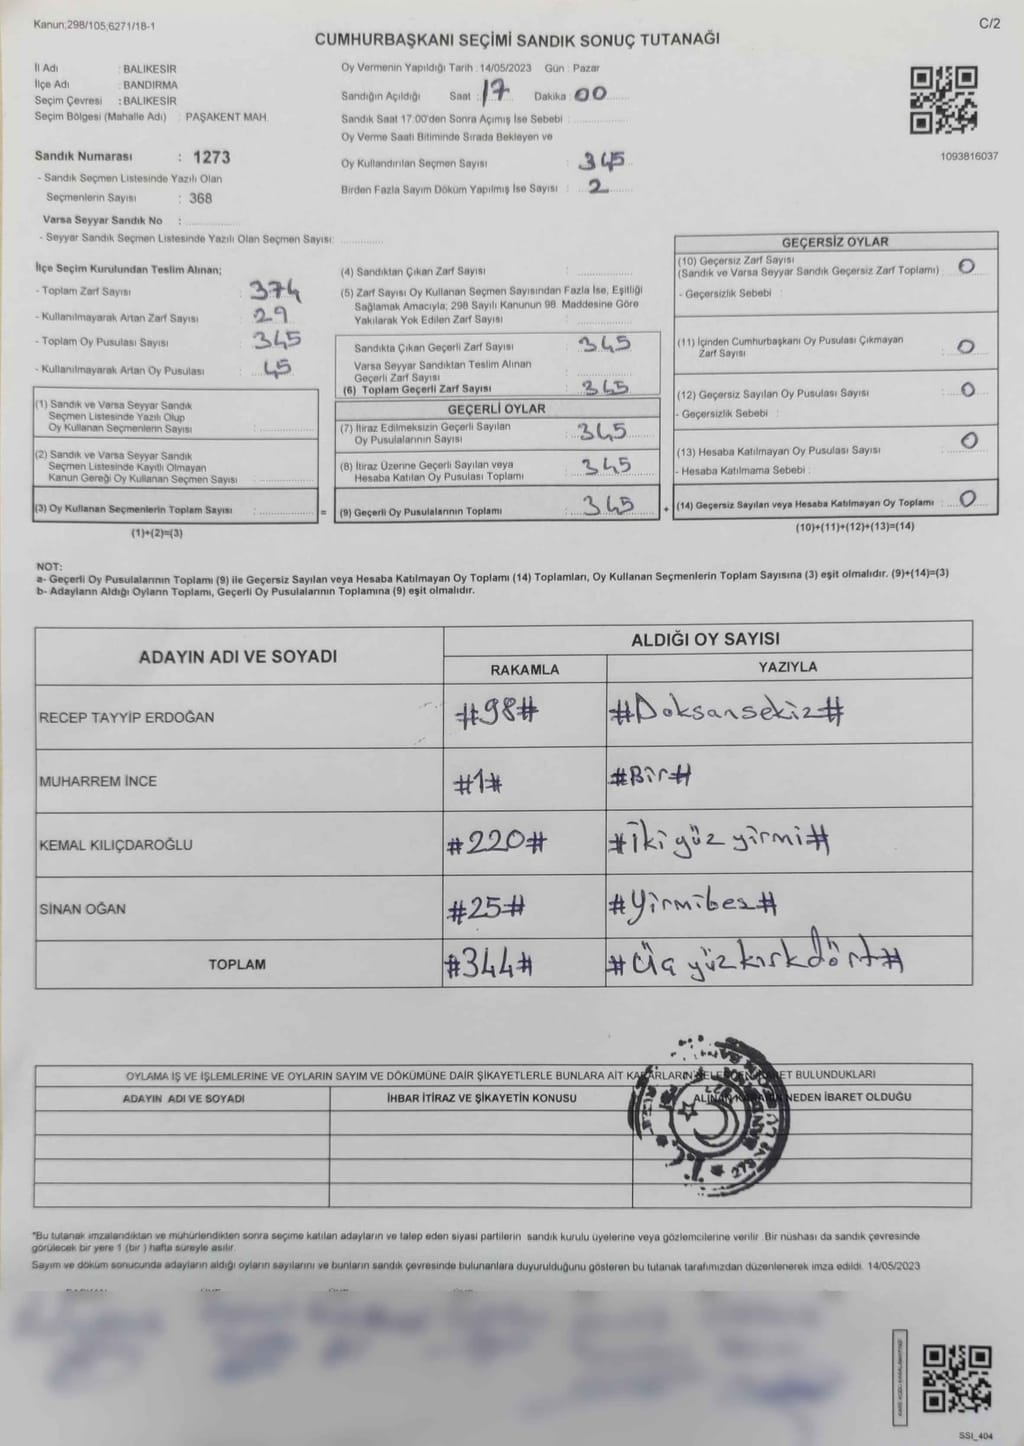 Kanun;298/105;6271/18-1
C/2
CUMHURBAŞKANI SEÇİMİ SANDIK SONUÇ TUTANAĞI
İl Adı : BALIKESİR
İlçe Adı : BANDIRMA
Seçim Çevresi : BALIKESİR
Seçim Bölgesi (Mahalle Adı) : PAŞAKENT MAH.
Sandık Numarası : 1273
- Sandık Seçmen Listesinde Yazılı Olan
Seçmenlerin Sayısı : 368
Varsa Seyyar Sandık No :
- Seyyar Sandık Seçmen Listesinde Yazılı Olan Seçmen Sayısı:
Oy Vermenin Yapıldığı Tarih : 14/05/2023 Gün : Pazar
Sandığın Açıldığı Saat : 17 Dakika : 00
Sandık Saat 17.00'den Sonra Açımış İse Sebebi :
Oy Verme Saati Bitiminde Sırada Bekleyen ve
Oy Kullandırılan Seçmen Sayısı : 345
Birden Fazla Sayım Döküm Yapılmış İse Sayısı : 2
1093816037
İlçe Seçim Kurulundan Teslim Alınan;
- Toplam Zarf Sayısı : 374
- Kullanılmayarak Artan Zarf Sayısı : 29
- Toplam Oy Pusulası Sayısı : 345
- Kullanılmayarak Artan Oy Pusulası : 45
(1) Sandık ve Varsa Seyyar Sandık
Seçmen Listesinde Yazılı Olup
Oy Kullanan Seçmenlerin Sayısı :
(2) Sandık ve Varsa Seyyar Sandık
Seçmen Listesinde Kayıtlı Olmayan
Kanun Gereği Oy Kullanan Seçmen Sayısı :
(3) Oy Kullanan Seçmenlerin Toplam Sayısı :
(1)+(2)=(3)
(4) Sandıktan Çıkan Zarf Sayısı :
(5) Zarf Sayısı Oy Kullanan Seçmen Sayısından Fazla İse, Eşitliği
Sağlamak Amacıyla; 298 Sayılı Kanunun 98. Maddesine Göre
Yakılarak Yok Edilen Zarf Sayısı :
Sandıkta Çıkan Geçerli Zarf Sayısı : 345
Varsa Seyyar Sandıktan Teslim Alınan
Geçerli Zarf Sayısı :
(6) Toplam Geçerli Zarf Sayısı : 345
GEÇERLİ OYLAR
(7) İtiraz Edilmeksizin Geçerli Sayılan
Oy Pusulalarının Sayısı : 345
(8) İtiraz Üzerine Geçerli Sayılan veya
Hesaba Katılan Oy Pusulası Toplamı : 345
= (9) Geçerli Oy Pusulalarının Toplamı : 345 +
GEÇERSİZ OYLAR
(10) Geçersiz Zarf Sayısı
(Sandık ve Varsa Seyyar Sandık Geçersiz Zarf Toplamı) : 0
- Geçersizlik Sebebi :
(11) İçinden Cumhurbaşkanı Oy Pusulası Çıkmayan
Zarf Sayısı : 0
(12) Geçersiz Sayılan Oy Pusulası Sayısı : 0
- Geçersizlik Sebebi :
(13) Hesaba Katılmayan Oy Pusulası Sayısı : 0
- Hesaba Katılmama Sebebi :
(14) Geçersiz Sayılan veya Hesaba Katılmayan Oy Toplamı : 0
(10)+(11)+(12)+(13)=(14)
NOT:
a- Geçerli Oy Pusulalarının Toplamı (9) ile Geçersiz Sayılan veya Hesaba Katılmayan Oy Toplamı (14) Toplamları, Oy Kullanan Seçmenlerin Toplam Sayısına (3) eşit olmalıdır. (9)+(14)=(3)
b- Adayların Aldığı Oyların Toplamı, Geçerli Oy Pusulalarının Toplamına (9) eşit olmalıdır.
ADAYIN ADI VE SOYADI
ALDIĞI OY SAYISI
RAKAMLA YAZIYLA
RECEP TAYYİP ERDOĞAN #98# #Doksansekiz#
MUHARREM İNCE #1# #Bir#
KEMAL KILIÇDAROĞLU #220# #İki yüz yirmi#
SİNAN OĞAN #25# #Yirmibeş#
TOPLAM #344# #Üç yüz kırkdört#
OYLAMA İŞ VE İŞLEMLERİNE VE OYLARIN SAYIM VE DÖKÜMÜNE DAİR ŞİKAYETLERLE BUNLARA AİT KARARLARIN NELERDEN İBARET BULUNDUKLARI
ADAYIN ADI VE SOYADI İHBAR İTİRAZ VE ŞİKAYETİN KONUSU ALINAN KARARIN NEDEN İBARET OLDUĞU
*Bu tutanak imzalandıktan ve mühürlendikten sonra seçime katılan adayların ve talep eden siyasi partilerin sandık kurulu üyelerine veya gözlemcilerine verilir. Bir nüshası da sandık çevresinde
görülecek bir yere 1 (bir) hafta süreyle asılır.
Sayım ve döküm sonucunda adayların aldığı oyların sayılarını ve bunların sandık çevresinde bulunanlara duyurulduğunu gösteren bu tutanak tarafımızdan düzenlenerek imza edildi. 14/05/2023
SSI_404